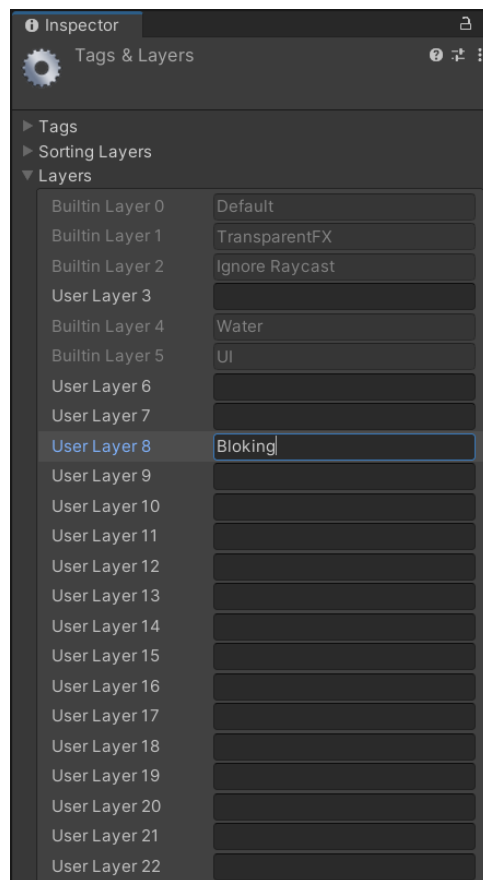 Inspector
Tags & Layers
Tags
Sorting Layers
Layers
Builtin Layer 0 Default
Builtin Layer 1 TransparentFX
Builtin Layer 2 Ignore Raycast
User Layer 3
Builtin Layer 4 Water
Builtin Layer 5 UI
User Layer 6
User Layer 7
User Layer 8 Bloking
User Layer 9
User Layer 10
User Layer 11
User Layer 12
User Layer 13
User Layer 14
User Layer 15
User Layer 16
User Layer 17
User Layer 18
User Layer 19
User Layer 20
User Layer 21
User Layer 22